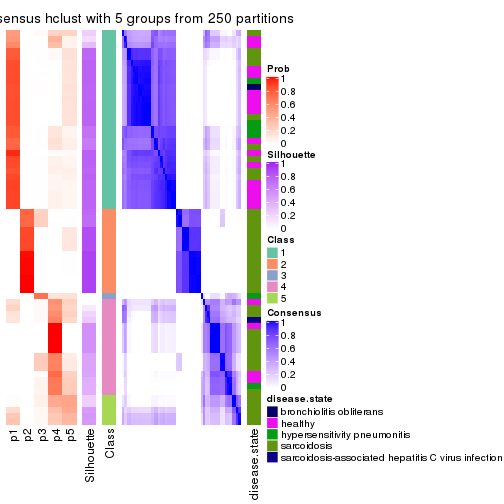 sensus hclust with 5 groups from 250 partitions
Prob
1
0.8
0.6
0.4
0.2
0
Silhouette
1
0.8
0.6
0.4
0.2
0
Class
1
2
3
4
5
Consensus
1
0.8
0.6
0.4
0.2
0
disease.state
bronchiolitis obliterans
healthy
hypersensitivity pneumonitis
sarcoidosis
sarcoidosis-associated hepatitis C virus infection
p1
p2
p3
p4
p5
Silhouette
Class
disease.state